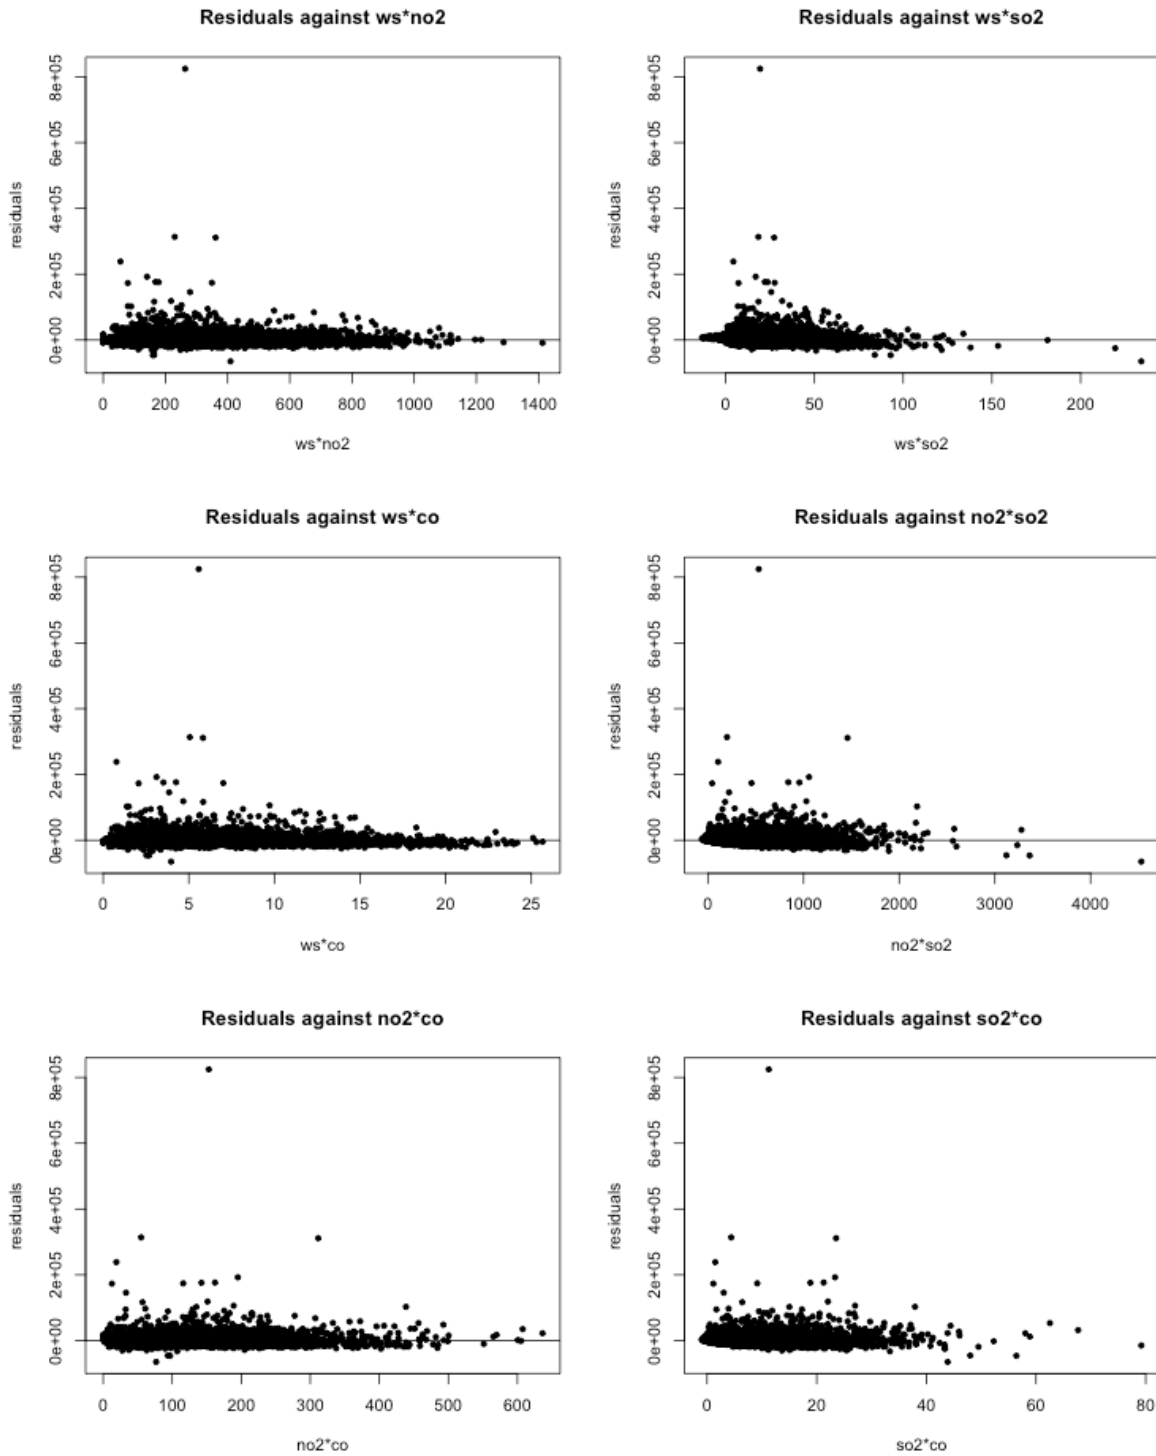 Residuals against ws*no2
residuals
0e+00 2e+05 4e+05 6e+05 8e+05
0 200 400 600 800 1000 1200 1400
ws*no2
Residuals against ws*so2
residuals
0e+00 2e+05 4e+05 6e+05 8e+05
0 50 100 150 200
ws*so2
Residuals against ws*co
residuals
0e+00 2e+05 4e+05 6e+05 8e+05
0 5 10 15 20 25
ws*co
Residuals against no2*so2
residuals
0e+00 2e+05 4e+05 6e+05 8e+05
0 1000 2000 3000 4000
no2*so2
Residuals against no2*co
residuals
0e+00 2e+05 4e+05 6e+05 8e+05
0 100 200 300 400 500 600
no2*co
Residuals against so2*co
residuals
0e+00 2e+05 4e+05 6e+05 8e+05
0 20 40 60 80
so2*co